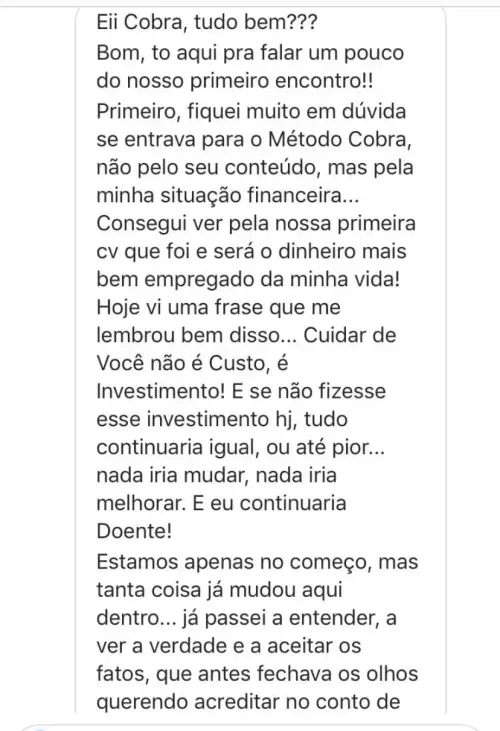 Eii Cobra, tudo bem???
Bom, to aqui pra falar um pouco
do nosso primeiro encontro!!
Primeiro, fiquei muito em dúvida
se entrava para o Método Cobra,
não pelo seu conteúdo, mas pela
minha situação financeira...
Consegui ver pela nossa primeira
cv que foi e será o dinheiro mais
bem empregado da minha vida!
Hoje vi uma frase que me
lembrou bem disso... Cuidar de
Você não é Custo, é
Investimento! E se não fizesse
esse investimento hj, tudo
continuaria igual, ou até pior...
nada iria mudar, nada iria
melhorar. E eu continuaria
Doente!
Estamos apenas no começo, mas
tanta coisa já mudou aqui
dentro... já passei a entender, a
ver a verdade e a aceitar os
fatos, que antes fechava os olhos
querendo acreditar no conto de